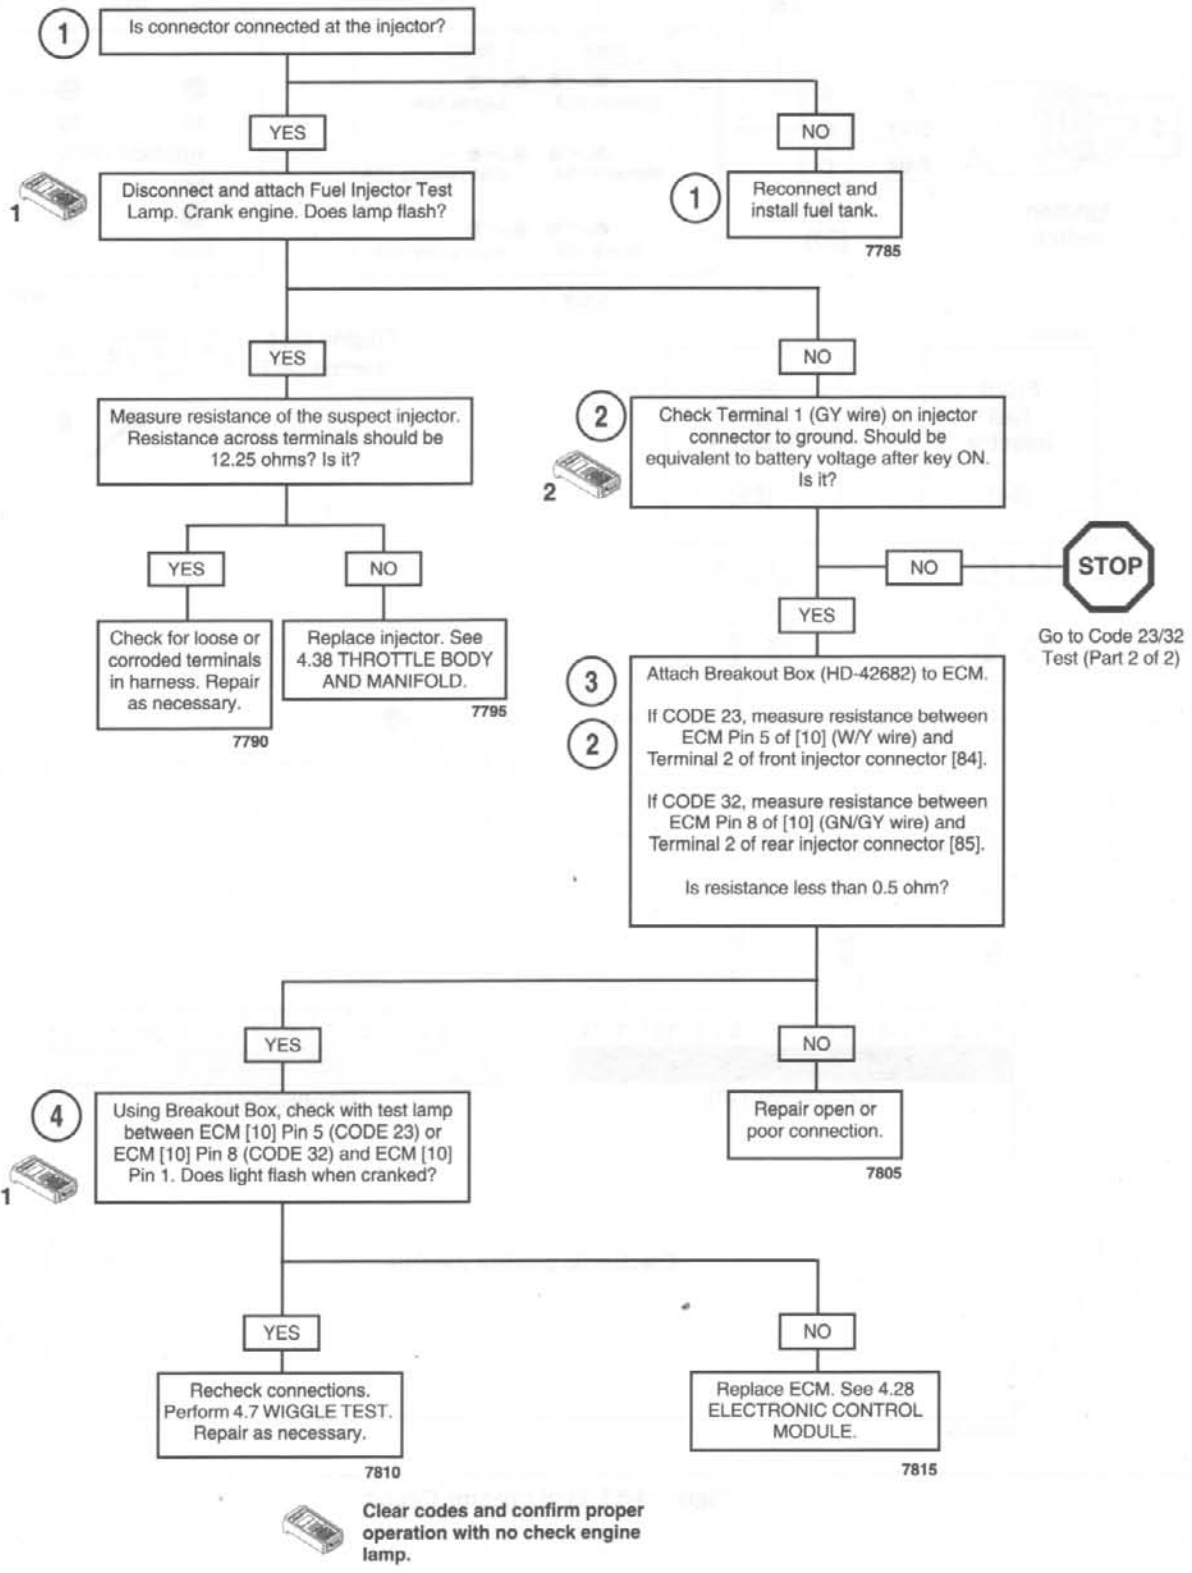 1
Is connector connected at the injector?
YES
NO
1
Disconnect and attach Fuel Injector Test
Lamp. Crank engine. Does lamp flash?
1
Reconnect and
install fuel tank.
7785
YES
NO
Measure resistance of the suspect injector.
Resistance across terminals should be
12.25 ohms? Is it?
2
2
Check Terminal 1 (GY wire) on injector
connector to ground. Should be
equivalent to battery voltage after key ON.
Is it?
YES
NO
NO
STOP
Go to Code 23/32
Test (Part 2 of 2)
YES
Check for loose or
corroded terminals
in harness. Repair
as necessary.
7790
Replace injector. See
4.38 THROTTLE BODY
AND MANIFOLD.
7795
3
2
Attach Breakout Box (HD-42682) to ECM.
If CODE 23, measure resistance between
ECM Pin 5 of [10] (W/Y wire) and
Terminal 2 of front injector connector [84].
If CODE 32, measure resistance between
ECM Pin 8 of [10] (GN/GY wire) and
Terminal 2 of rear injector connector [85].
Is resistance less than 0.5 ohm?
YES
NO
4
1
Using Breakout Box, check with test lamp
between ECM [10] Pin 5 (CODE 23) or
ECM [10] Pin 8 (CODE 32) and ECM [10]
Pin 1. Does light flash when cranked?
Repair open or
poor connection.
7805
YES
NO
Recheck connections.
Perform 4.7 WIGGLE TEST.
Repair as necessary.
7810
Replace ECM. See 4.28
ELECTRONIC CONTROL
MODULE.
7815
Clear codes and confirm proper
operation with no check engine
lamp.